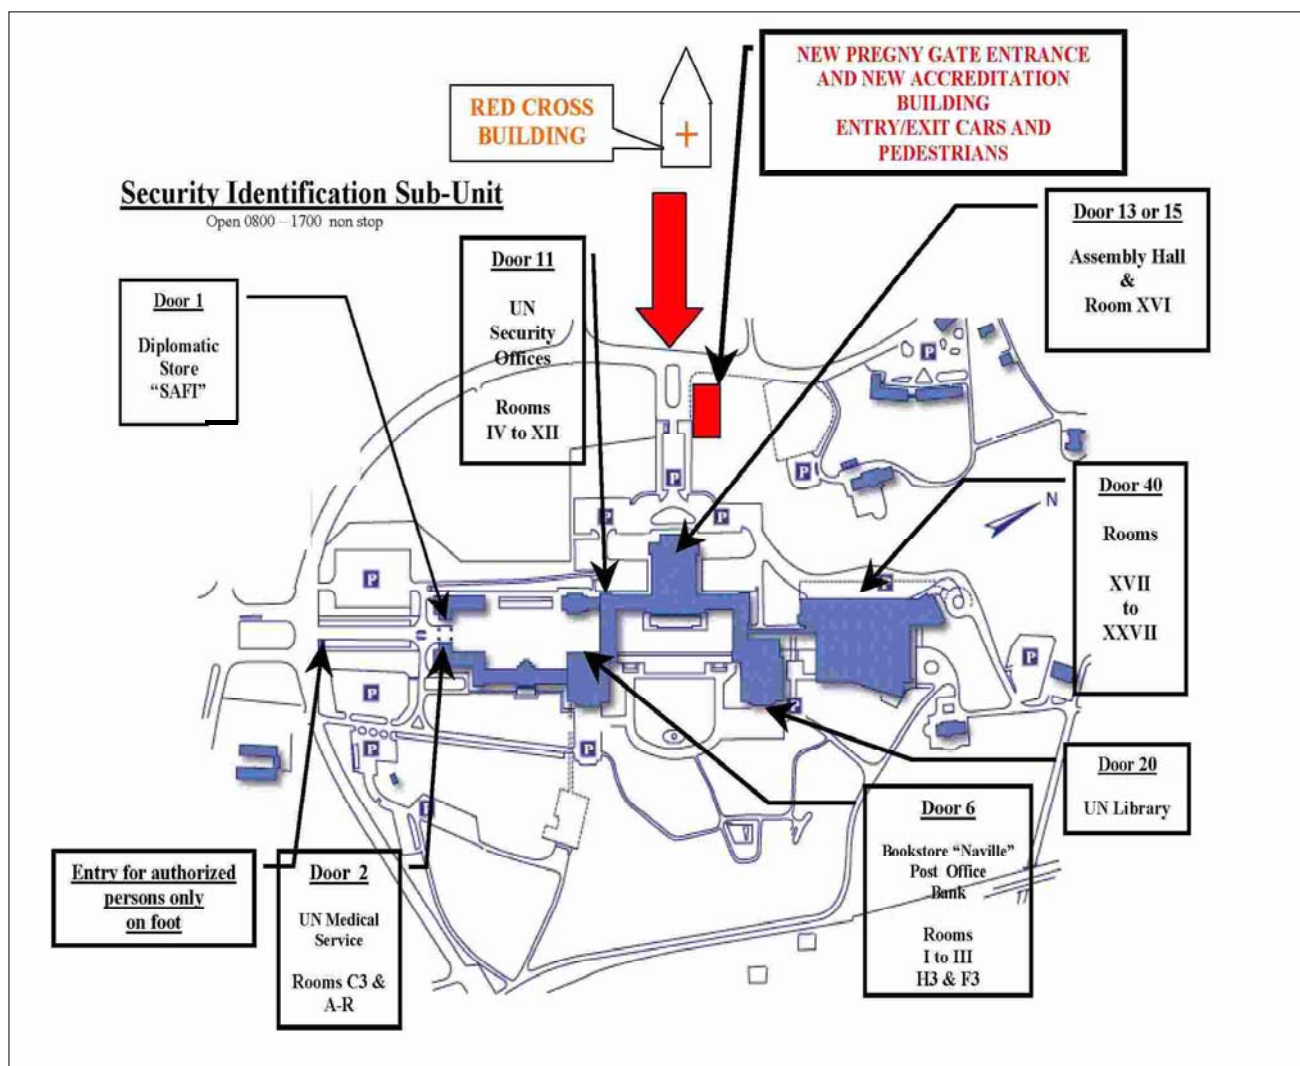 NEW PREGNY GATE ENTRANCE
AND NEW ACCREDITATION
BUILDING
ENTRY/EXIT CARS AND
PEDESTRIANS
RED CROSS
BUILDING
Security Identification Sub-Unit
Open 0800 – 1700 non stop
Door 1
Diplomatic
Store
“SAFI”
Door 11
UN
Security
Offices
Rooms
IV to XII
Door 13 or 15
Assembly Hall
&
Room XVI
Door 40
Rooms
XVII
to
XXVII
N
P
P
P
P
P
P
P
P
P
P
P
P
P
Door 20
UN Library
Door 6
Bookstore “Naville”
Post Office
Bank
Rooms
I to III
H3 & F3
Door 2
UN Medical
Service
Rooms C3 &
A-R
Entry for authorized
persons only
on foot